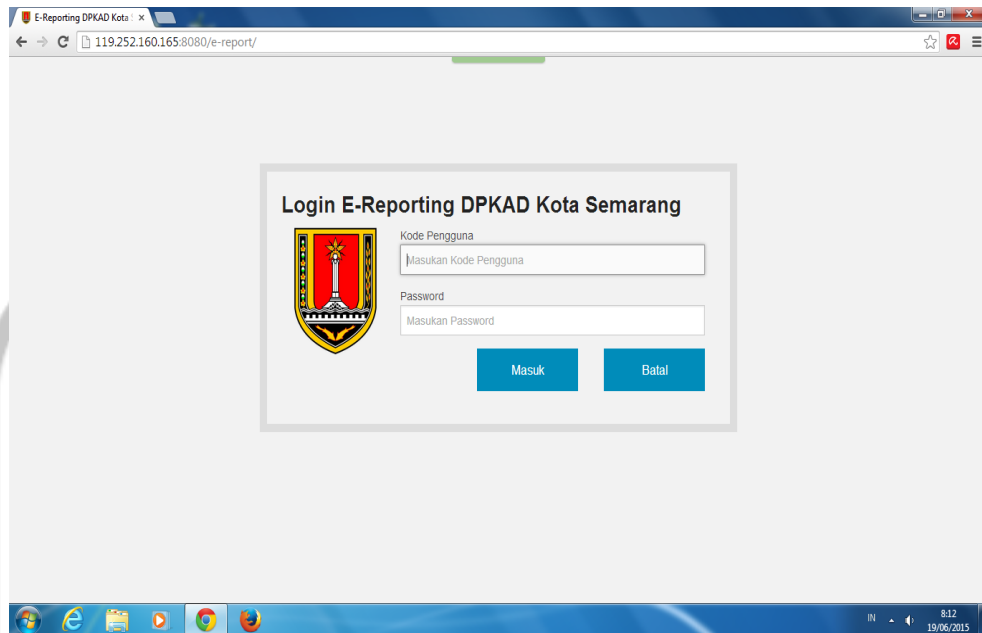 E-Reporting DPKAD Kota
119.252.160.165:8080/e-report/
Login E-Reporting DPKAD Kota Semarang
Kode Pengguna
Masukan Kode Pengguna
Password
Masukan Password
Masuk Batal
IN
8:12
19/06/2015